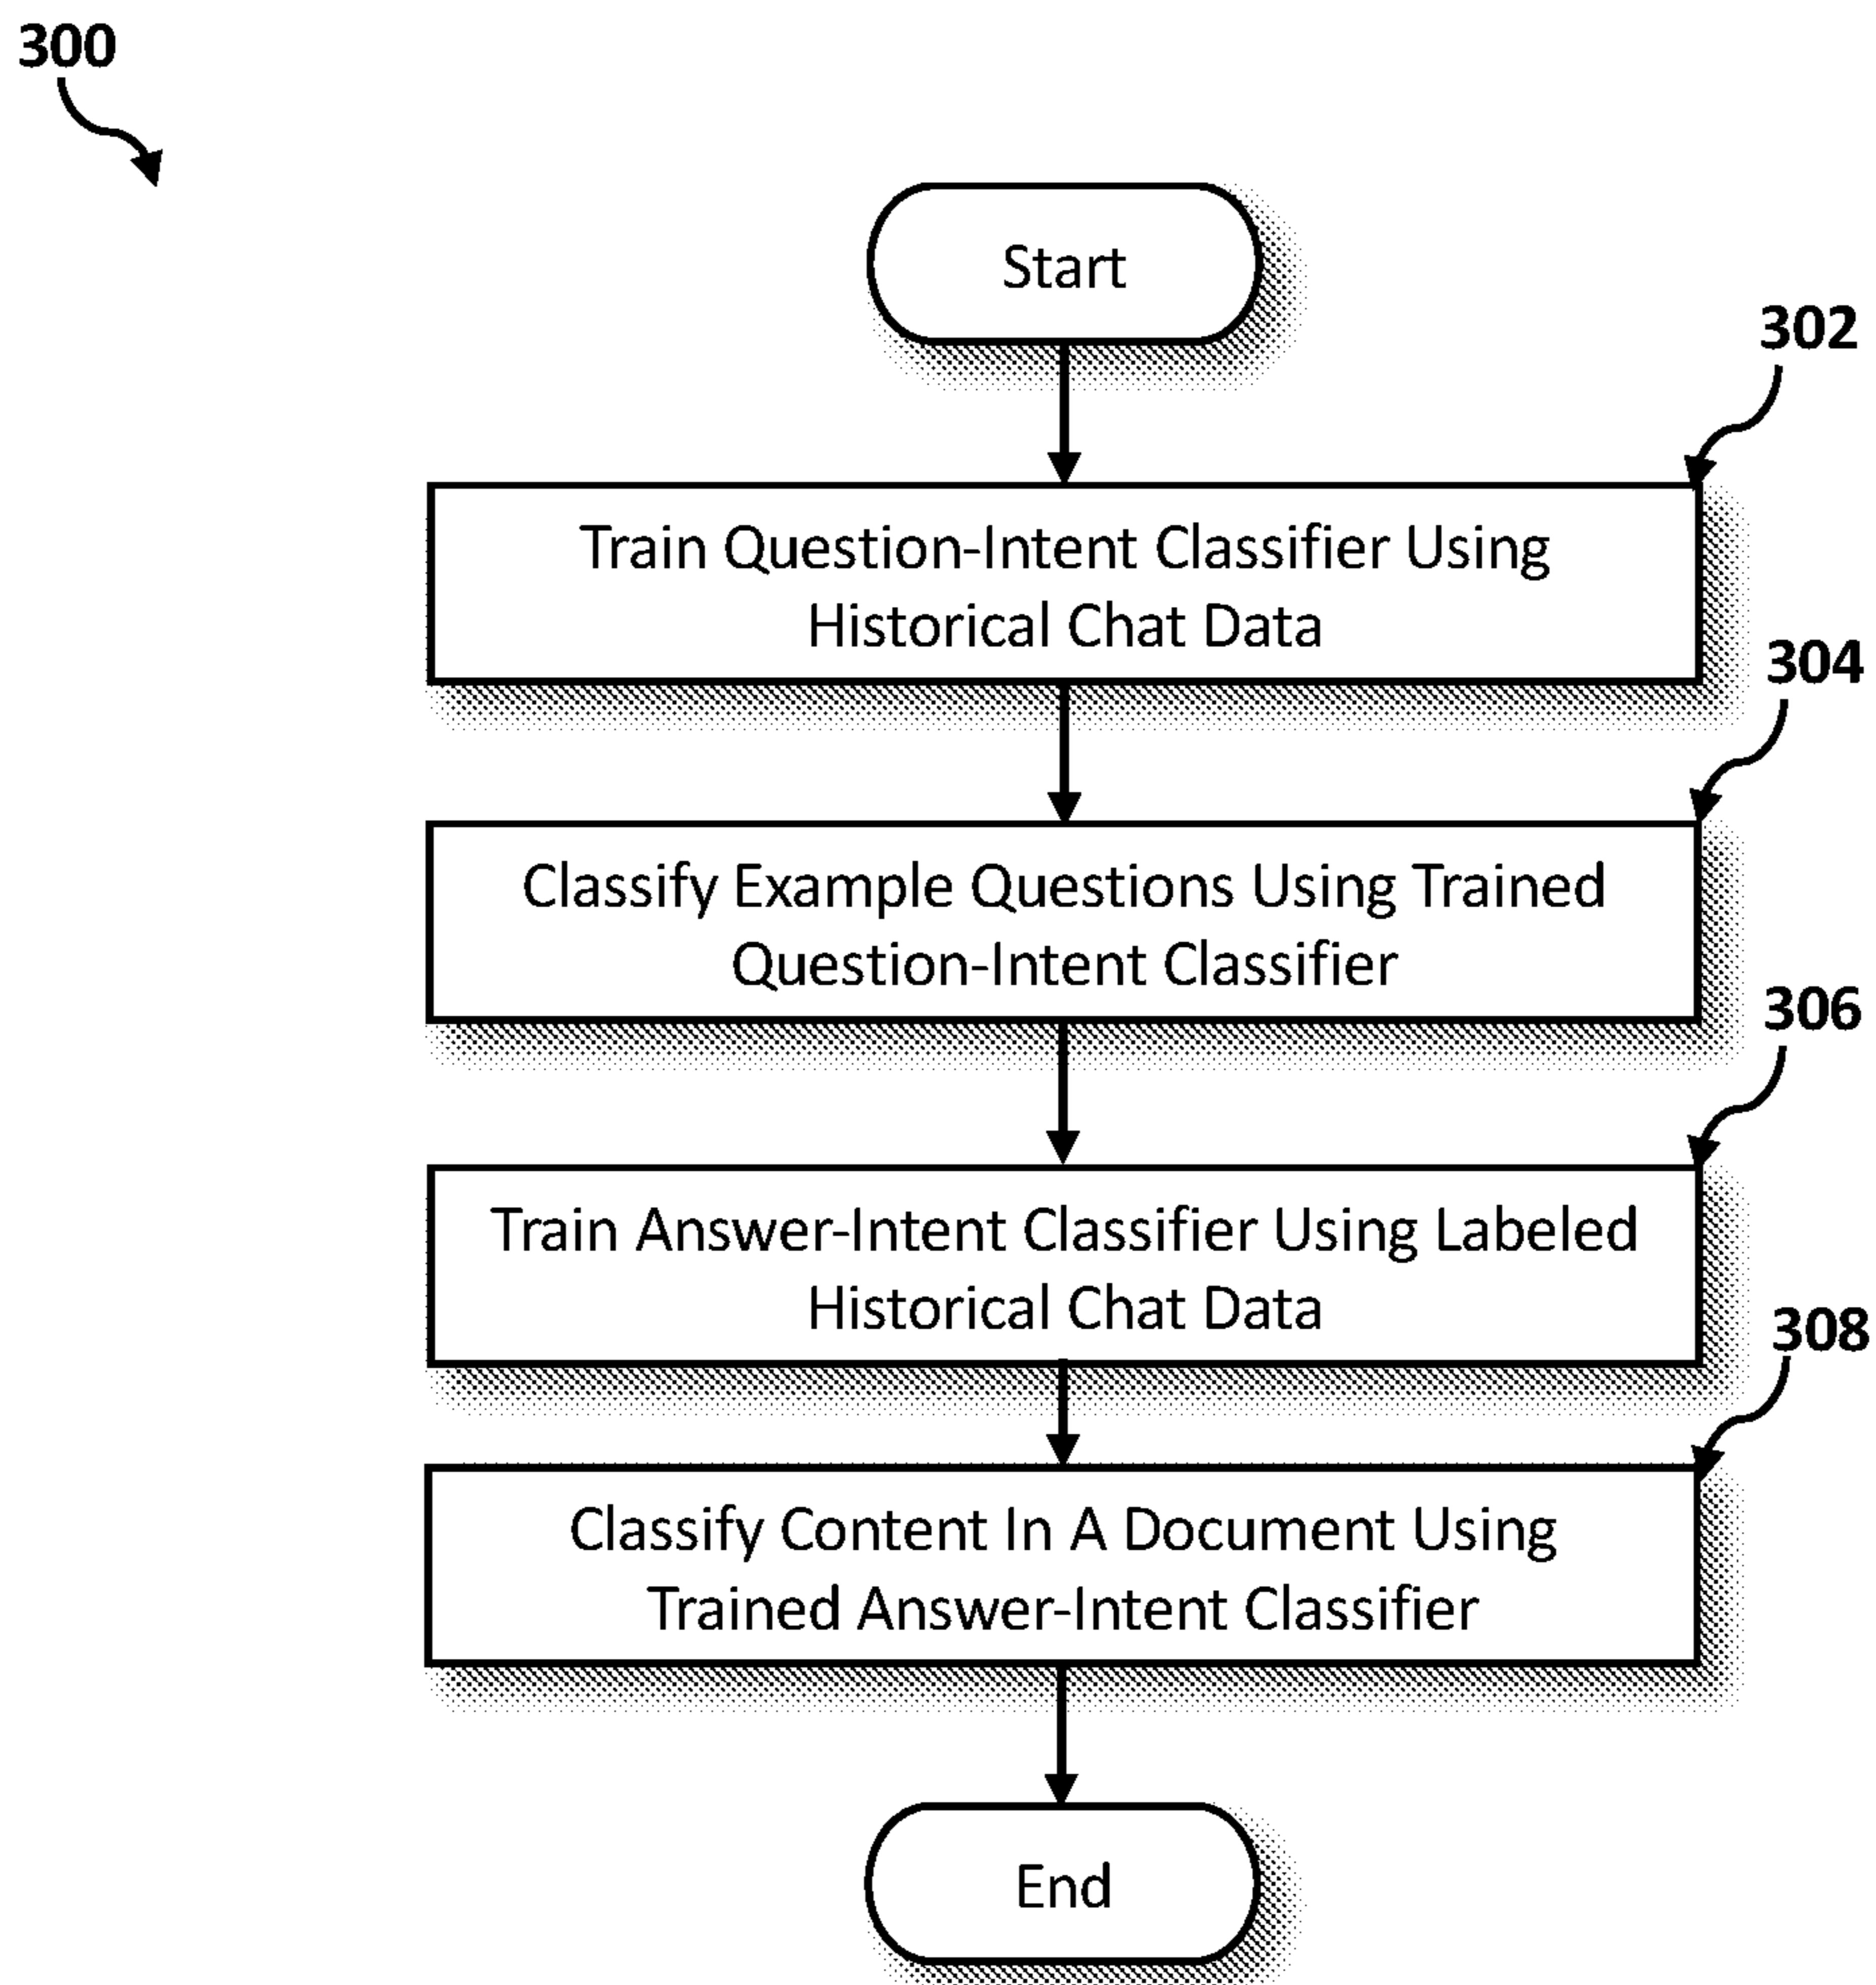 300
Start
302
Train Question-Intent Classifier Using
Historical Chat Data
304
Classify Example Questions Using Trained
Question-Intent Classifier
306
Train Answer-Intent Classifier Using Labeled
Historical Chat Data
308
Classify Content In A Document Using
Trained Answer-Intent Classifier
End